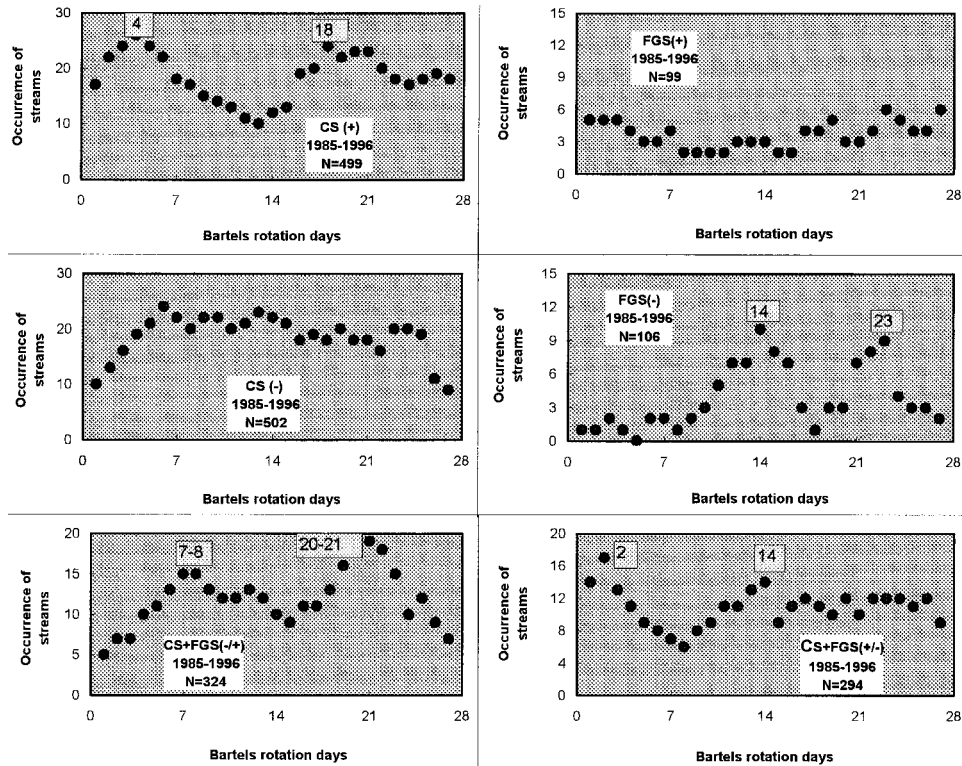 Occurrence of
streams
30
20
10
0
4
18
CS (+)
1985-1996
N=499
0 7 14 21 28
Bartels rotation days
Occurrence of
streams
15
12
9
6
3
0
FGS(+)
1985-1996
N=99
0 7 14 21 28
Bartels rotation days
Occurrence of
streams
30
20
10
0
CS (-)
1985-1996
N=502
0 7 14 21 28
Bartels rotation days
Occurrence of
streams
15
12
9
6
3
0
FGS(-)
1985-1996
N=106
14
23
0 7 14 21 28
Bartels rotation days
Occurrence of
streams
20
15
10
5
0
7-8
20-21
CS+FGS(-/+)
1985-1996
N=324
0 7 14 21 28
Bartels rotation days
Occurrence of
streams
20
16
12
8
4
0
2
14
CS+FGS(+/-)
1985-1996
N=294
0 7 14 21 28
Bartels rotation days